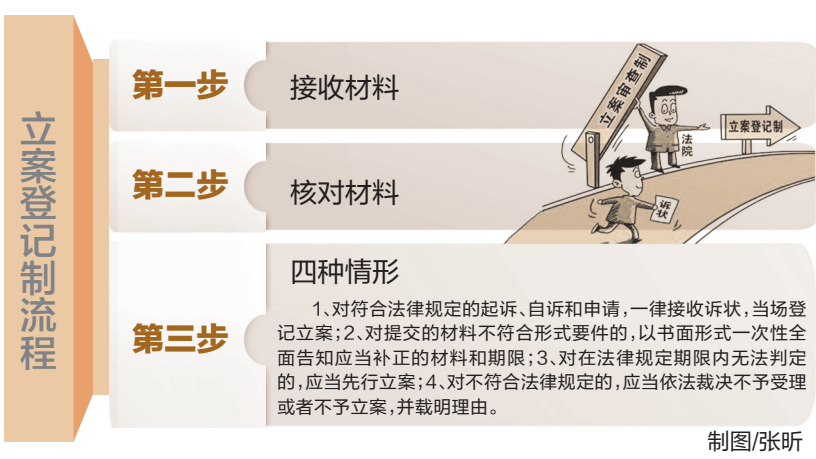 立案登记制流程
第一步
接收材料
立案审查制
法院
立案登记制
诉状
第二步
核对材料
第三步
四种情形
1、对符合法律规定的起诉、自诉和申请,一律接收诉状,当场登
记立案;2、对提交的材料不符合形式要件的,以书面形式一次性全
面告知应当补正的材料和期限;3、对在法律规定期限内无法判定
的,应当先行立案;4、对不符合法律规定的,应当依法裁决不予受理
或者不予立案,并载明理由。
制图/张昕